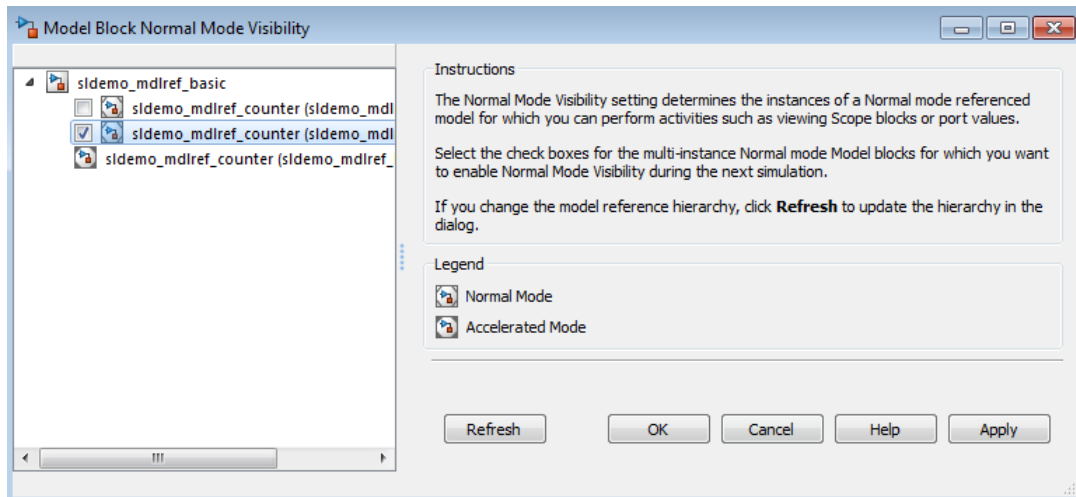 Model Block Normal Mode Visibility
sldemo_mdlref_basic
sldemo_mdlref_counter (sldemo_mdl
sldemo_mdlref_counter (sldemo_mdl
sldemo_mdlref_counter (sldemo_mdlref_
Instructions
The Normal Mode Visibility setting determines the instances of a Normal mode referenced
model for which you can perform activities such as viewing Scope blocks or port values.
Select the check boxes for the multi-instance Normal mode Model blocks for which you want
to enable Normal Mode Visibility during the next simulation.
If you change the model reference hierarchy, click Refresh to update the hierarchy in the
dialog.
Legend
Normal Mode
Accelerated Mode
Refresh OK Cancel Help Apply